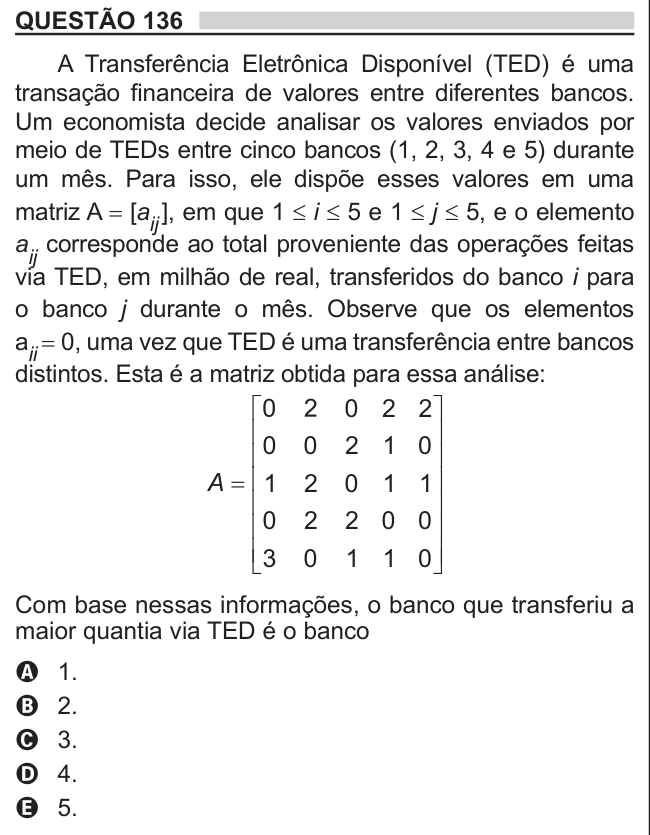 QUESTÃO 136
A Transferência Eletrônica Disponível (TED) é uma
transação financeira de valores entre diferentes bancos.
Um economista decide analisar os valores enviados por
meio de TEDs entre cinco bancos (1, 2, 3, 4 e 5) durante
um mês. Para isso, ele dispõe esses valores em uma
matriz A = [a_ij], em que 1 ≤ i ≤ 5 e 1 ≤ j ≤ 5, e o elemento
a_ij corresponde ao total proveniente das operações feitas
via TED, em milhão de real, transferidos do banco i para
o banco j durante o mês. Observe que os elementos
a_ii = 0, uma vez que TED é uma transferência entre bancos
distintos. Esta é a matriz obtida para essa análise:
0 2 0 2 2
0 0 2 1 0
A = 1 2 0 1 1
0 2 2 0 0
3 0 1 1 0
Com base nessas informações, o banco que transferiu a
maior quantia via TED é o banco
A 1.
B 2.
C 3.
D 4.
E 5.